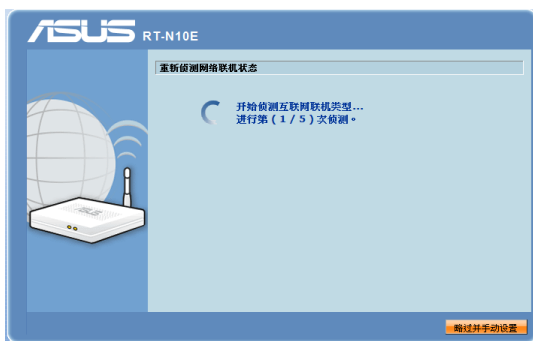 ASUS RT-N10E
重新侦测网络联机状态
开始侦测互联网联机类型...
进行第 ( 1 / 5 ) 次侦测。
ASUS
略过并手动设置